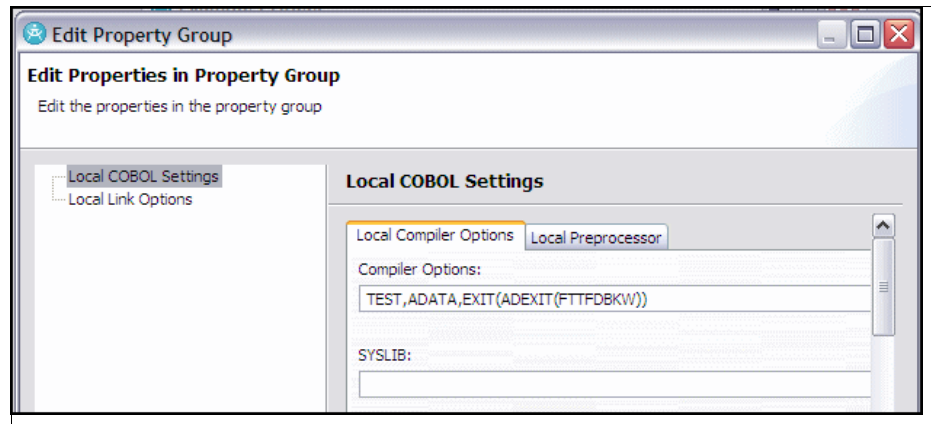 Edit Property Group
Edit Properties in Property Group
Edit the properties in the property group
Local COBOL Settings
Local Link Options
Local COBOL Settings
Local Compiler Options Local Preprocessor
Compiler Options:
TEST,ADATA,EXIT(ADEXIT(FTTFDBKW))
SYSLIB: